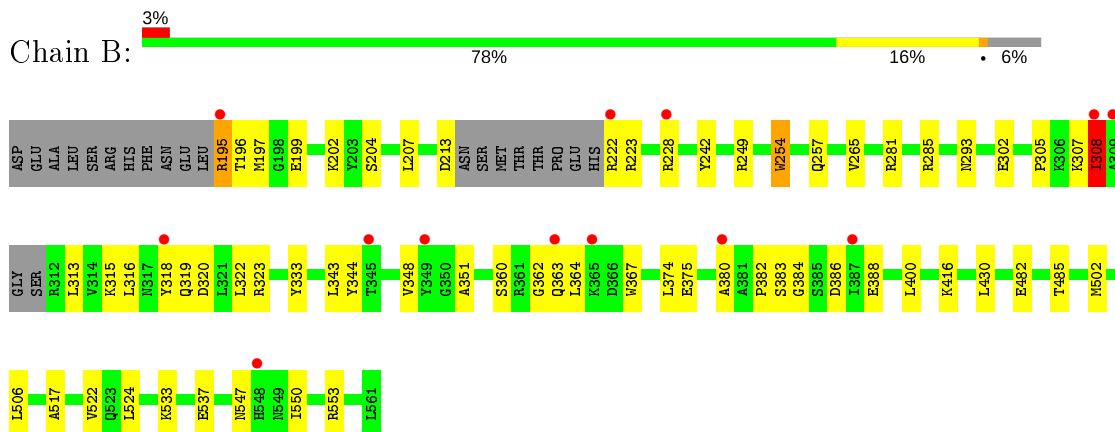 3%
Chain B:
78% 16% • 6%
ASP GLU ALA LEU SER ARG HIS PHE ASN GLU LEU R195 T196 M197 G198 E199 K202 Y203 S204 L207 D213 ASN SER MET THR THR PRO GLU HIS R222 R223 R228 Y242 R249 W254 Q257 V265 R281 R285 N293 E302 P305 K306 K307 I308 A309
GLY SER R312 L313 V314 K315 L316 N317 Y318 Q319 D320 L321 L322 R323 Y333 L343 Y344 T345 V348 Y349 G350 A351 S360 R361 G362 Q363 L364 K365 D366 W367 L374 E375 A380 A381 P382 S383 G384 S385 D386 I387 E388 L400 K416 L430 E482 T485 M502
L506 A517 V522 Q523 L524 K533 E537 N547 H548 N549 I550 R553 L561